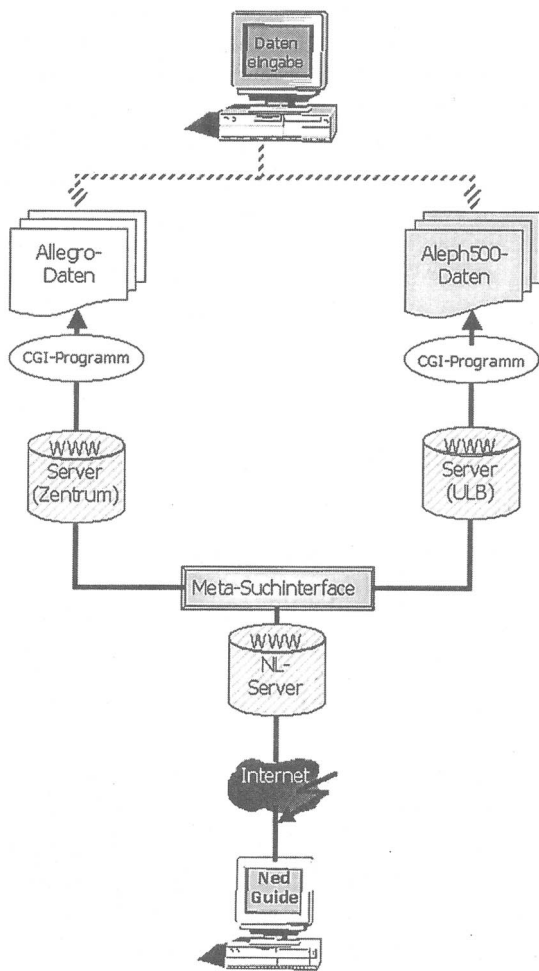 Daten
eingabe
Allegro-
Daten
Aleph500-
Daten
CGI-Programm
CGI-Programm
WWW
Server
(Zentrum)
WWW
Server
(ULB)
Meta-Suchinterface
WWW
NL-
Server
Internet
Ned
Guide